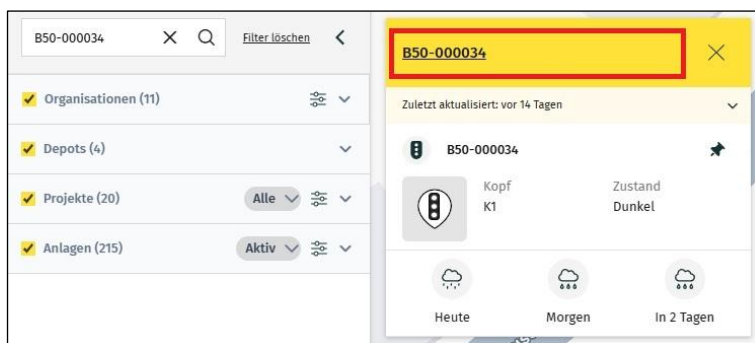 B50-000034
Filter löschen
Organisationen (11)
Depots (4)
Projekte (20)
Alle
Anlagen (215)
Aktiv
B50-000034
Zuletzt aktualisiert: vor 14 Tagen
B50-000034
Kopf
Zustand
K1
Dunkel
Heute
Morgen
In 2 Tagen